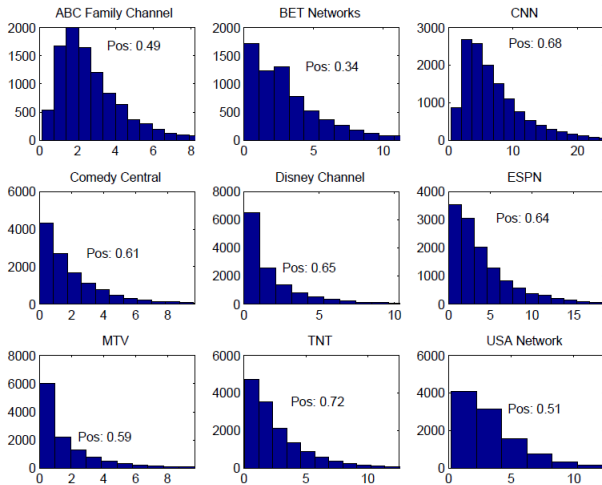 ABC Family Channel
2000
1500
1000
500
0
0 2 4 6 8
Pos: 0.49
BET Networks
2000
1500
1000
500
0
0 5 10
Pos: 0.34
CNN
3000
2000
1000
0
0 10 20
Pos: 0.68
Comedy Central
6000
4000
2000
0
0 2 4 6 8
Pos: 0.61
Disney Channel
8000
6000
4000
2000
0
0 5 10
Pos: 0.65
ESPN
4000
3000
2000
1000
0
0 5 10 15
Pos: 0.64
MTV
8000
6000
4000
2000
0
0 2 4 6 8
Pos: 0.59
TNT
6000
4000
2000
0
0 2 4 6 8 10 12
Pos: 0.72
USA Network
6000
4000
2000
0
0 5 10
Pos: 0.51